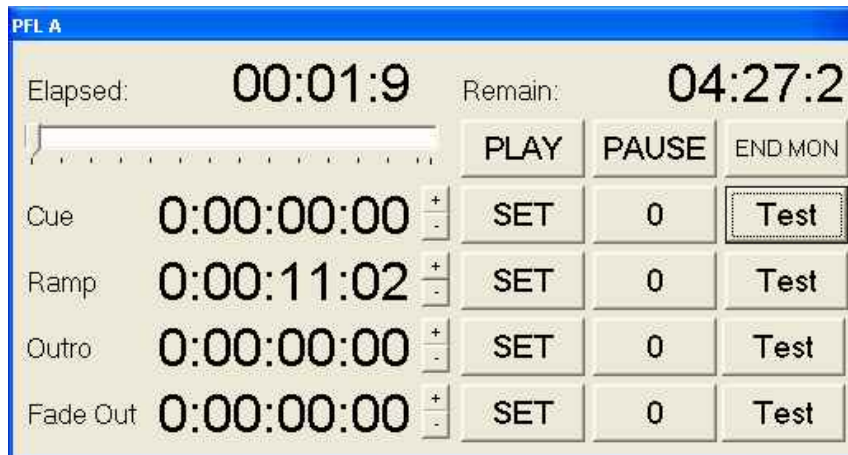 PFL A
Elapsed: 00:01:9 Remain: 04:27:2
PLAY PAUSE END MON
Cue 0:00:00:00 + - SET 0 Test
Ramp 0:00:11:02 + - SET 0 Test
Outro 0:00:00:00 + - SET 0 Test
Fade Out 0:00:00:00 + - SET 0 Test